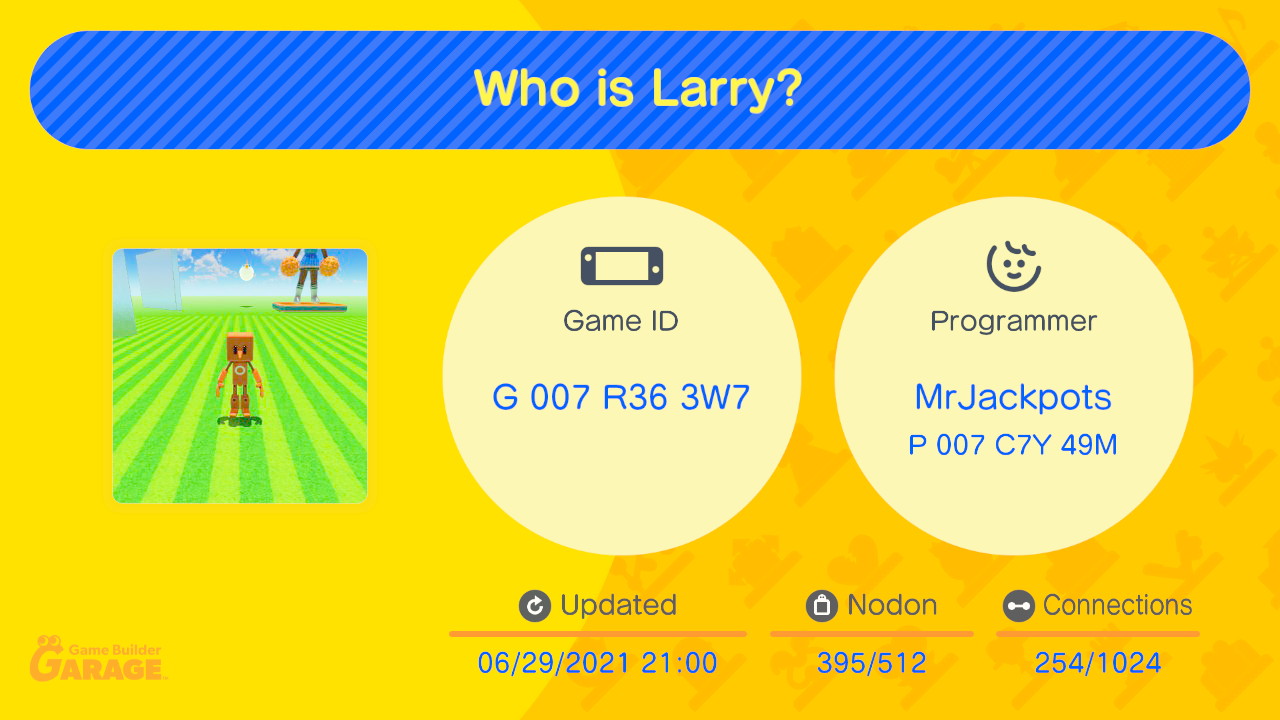 Who is Larry?
Game ID
G 007 R36 3W7
Programmer
MrJackpots
P 007 C7Y 49M
Updated
06/29/2021 21:00
Nodon
395/512
Connections
254/1024
Game Builder
GARAGE